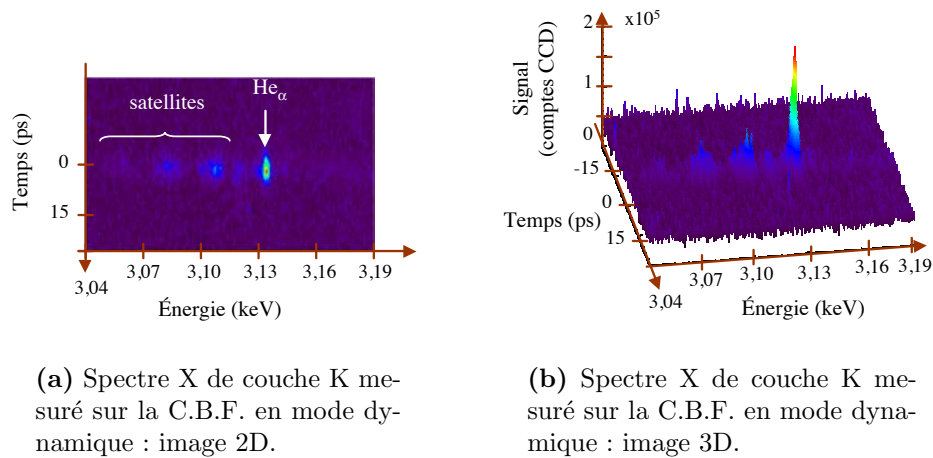 He_α
satellites
Temps (ps)
0
15
3,04
3,07
3,10
3,13
3,16
3,19
Énergie (keV)
(a) Spectre X de couche K me-
suré sur la C.B.F. en mode dy-
namique : image 2D.
2
x10⁵
Signal
(comptes CCD)
1
0
-15
0
15
Temps (ps)
3,04
3,07
3,10
3,13
3,16
3,19
Énergie (keV)
(b) Spectre X de couche K me-
suré sur la C.B.F. en mode dyna-
mique : image 3D.